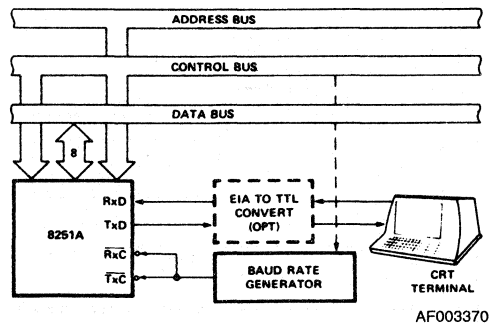 ADDRESS BUS
CONTROL BUS
DATA BUS
8
8251A
RxD
TxD
RxC
TxC
EIA TO TTL
CONVERT
(OPT)
BAUD RATE
GENERATOR
CRT
TERMINAL
AF003370